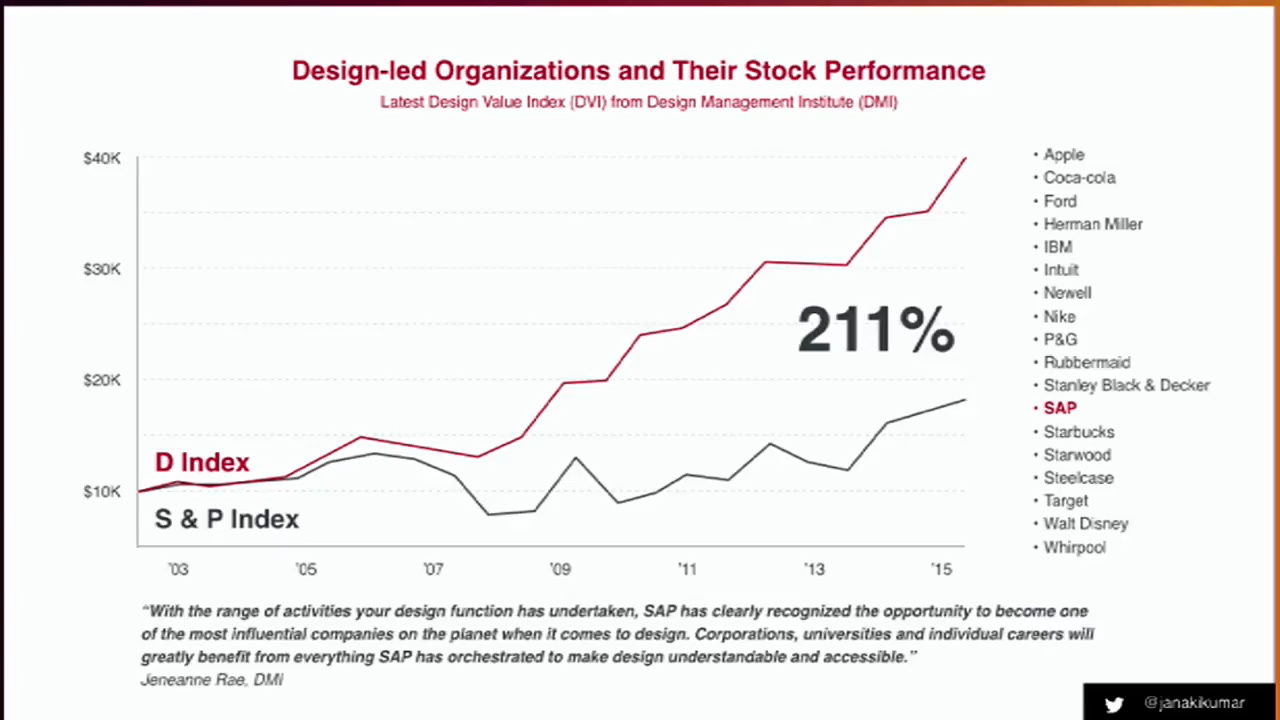 Design-led Organizations and Their Stock Performance
Latest Design Value Index (DVI) from Design Management Institute (DMI)
$40K
$30K
$20K
$10K
D Index
S & P Index
211%
'03
'05
'07
'09
'11
'13
'15
• Apple
• Coca-cola
• Ford
• Herman Miller
• IBM
• Intuit
• Newell
• Nike
• P&G
• Rubbermaid
• Stanley Black & Decker
• SAP
• Starbucks
• Starwood
• Steelcase
• Target
• Walt Disney
• Whirpool
“With the range of activities your design function has undertaken, SAP has clearly recognized the opportunity to become one
of the most influential companies on the planet when it comes to design. Corporations, universities and individual careers will
greatly benefit from everything SAP has orchestrated to make design understandable and accessible.”
Jeneanne Rae, DMI
@janakikumar